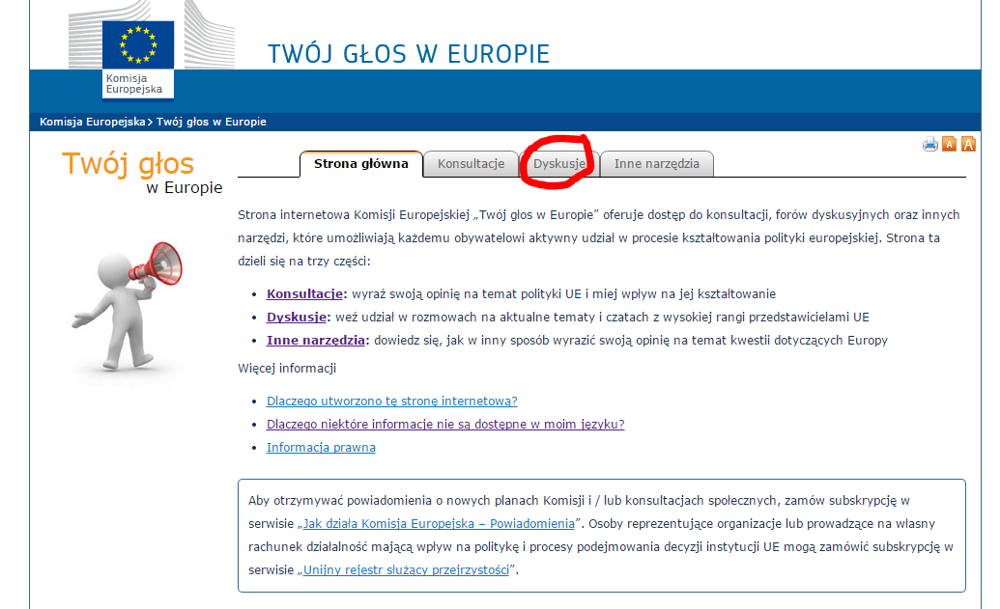 TWÓJ GŁOS W EUROPIE
Komisja
Europejska
Komisja Europejska > Twój głos w Europie
A
A
Twój głos
w Europie
Strona główna
Konsultacje
Dyskusje
Inne narzędzia
Strona internetowa Komisji Europejskiej „Twój głos w Europie” oferuje dostęp do konsultacji, forów dyskusyjnych oraz innych
narzędzi, które umożliwiają każdemu obywatelowi aktywny udział w procesie kształtowania polityki europejskiej. Strona ta
dzieli się na trzy części:
• Konsultacje: wyraź swoją opinię na temat polityki UE i miej wpływ na jej kształtowanie
• Dyskusje: weź udział w rozmowach na aktualne tematy i czatach z wysokiej rangi przedstawicielami UE
• Inne narzędzia: dowiedz się, jak w inny sposób wyrazić swoją opinię na temat kwestii dotyczących Europy
Więcej informacji
• Dlaczego utworzono tę stronę internetową?
• Dlaczego niektóre informacje nie są dostępne w moim języku?
• Informacja prawna
Aby otrzymywać powiadomienia o nowych planach Komisji i / lub konsultacjach społecznych, zamów subskrypcję w
serwisie „Jak działa Komisja Europejska – Powiadomienia”. Osoby reprezentujące organizacje lub prowadzące na własny
rachunek działalność mającą wpływ na politykę i procesy podejmowania decyzji instytucji UE mogą zamówić subskrypcję w
serwisie „Unijny rejestr służący przejrzystości”.